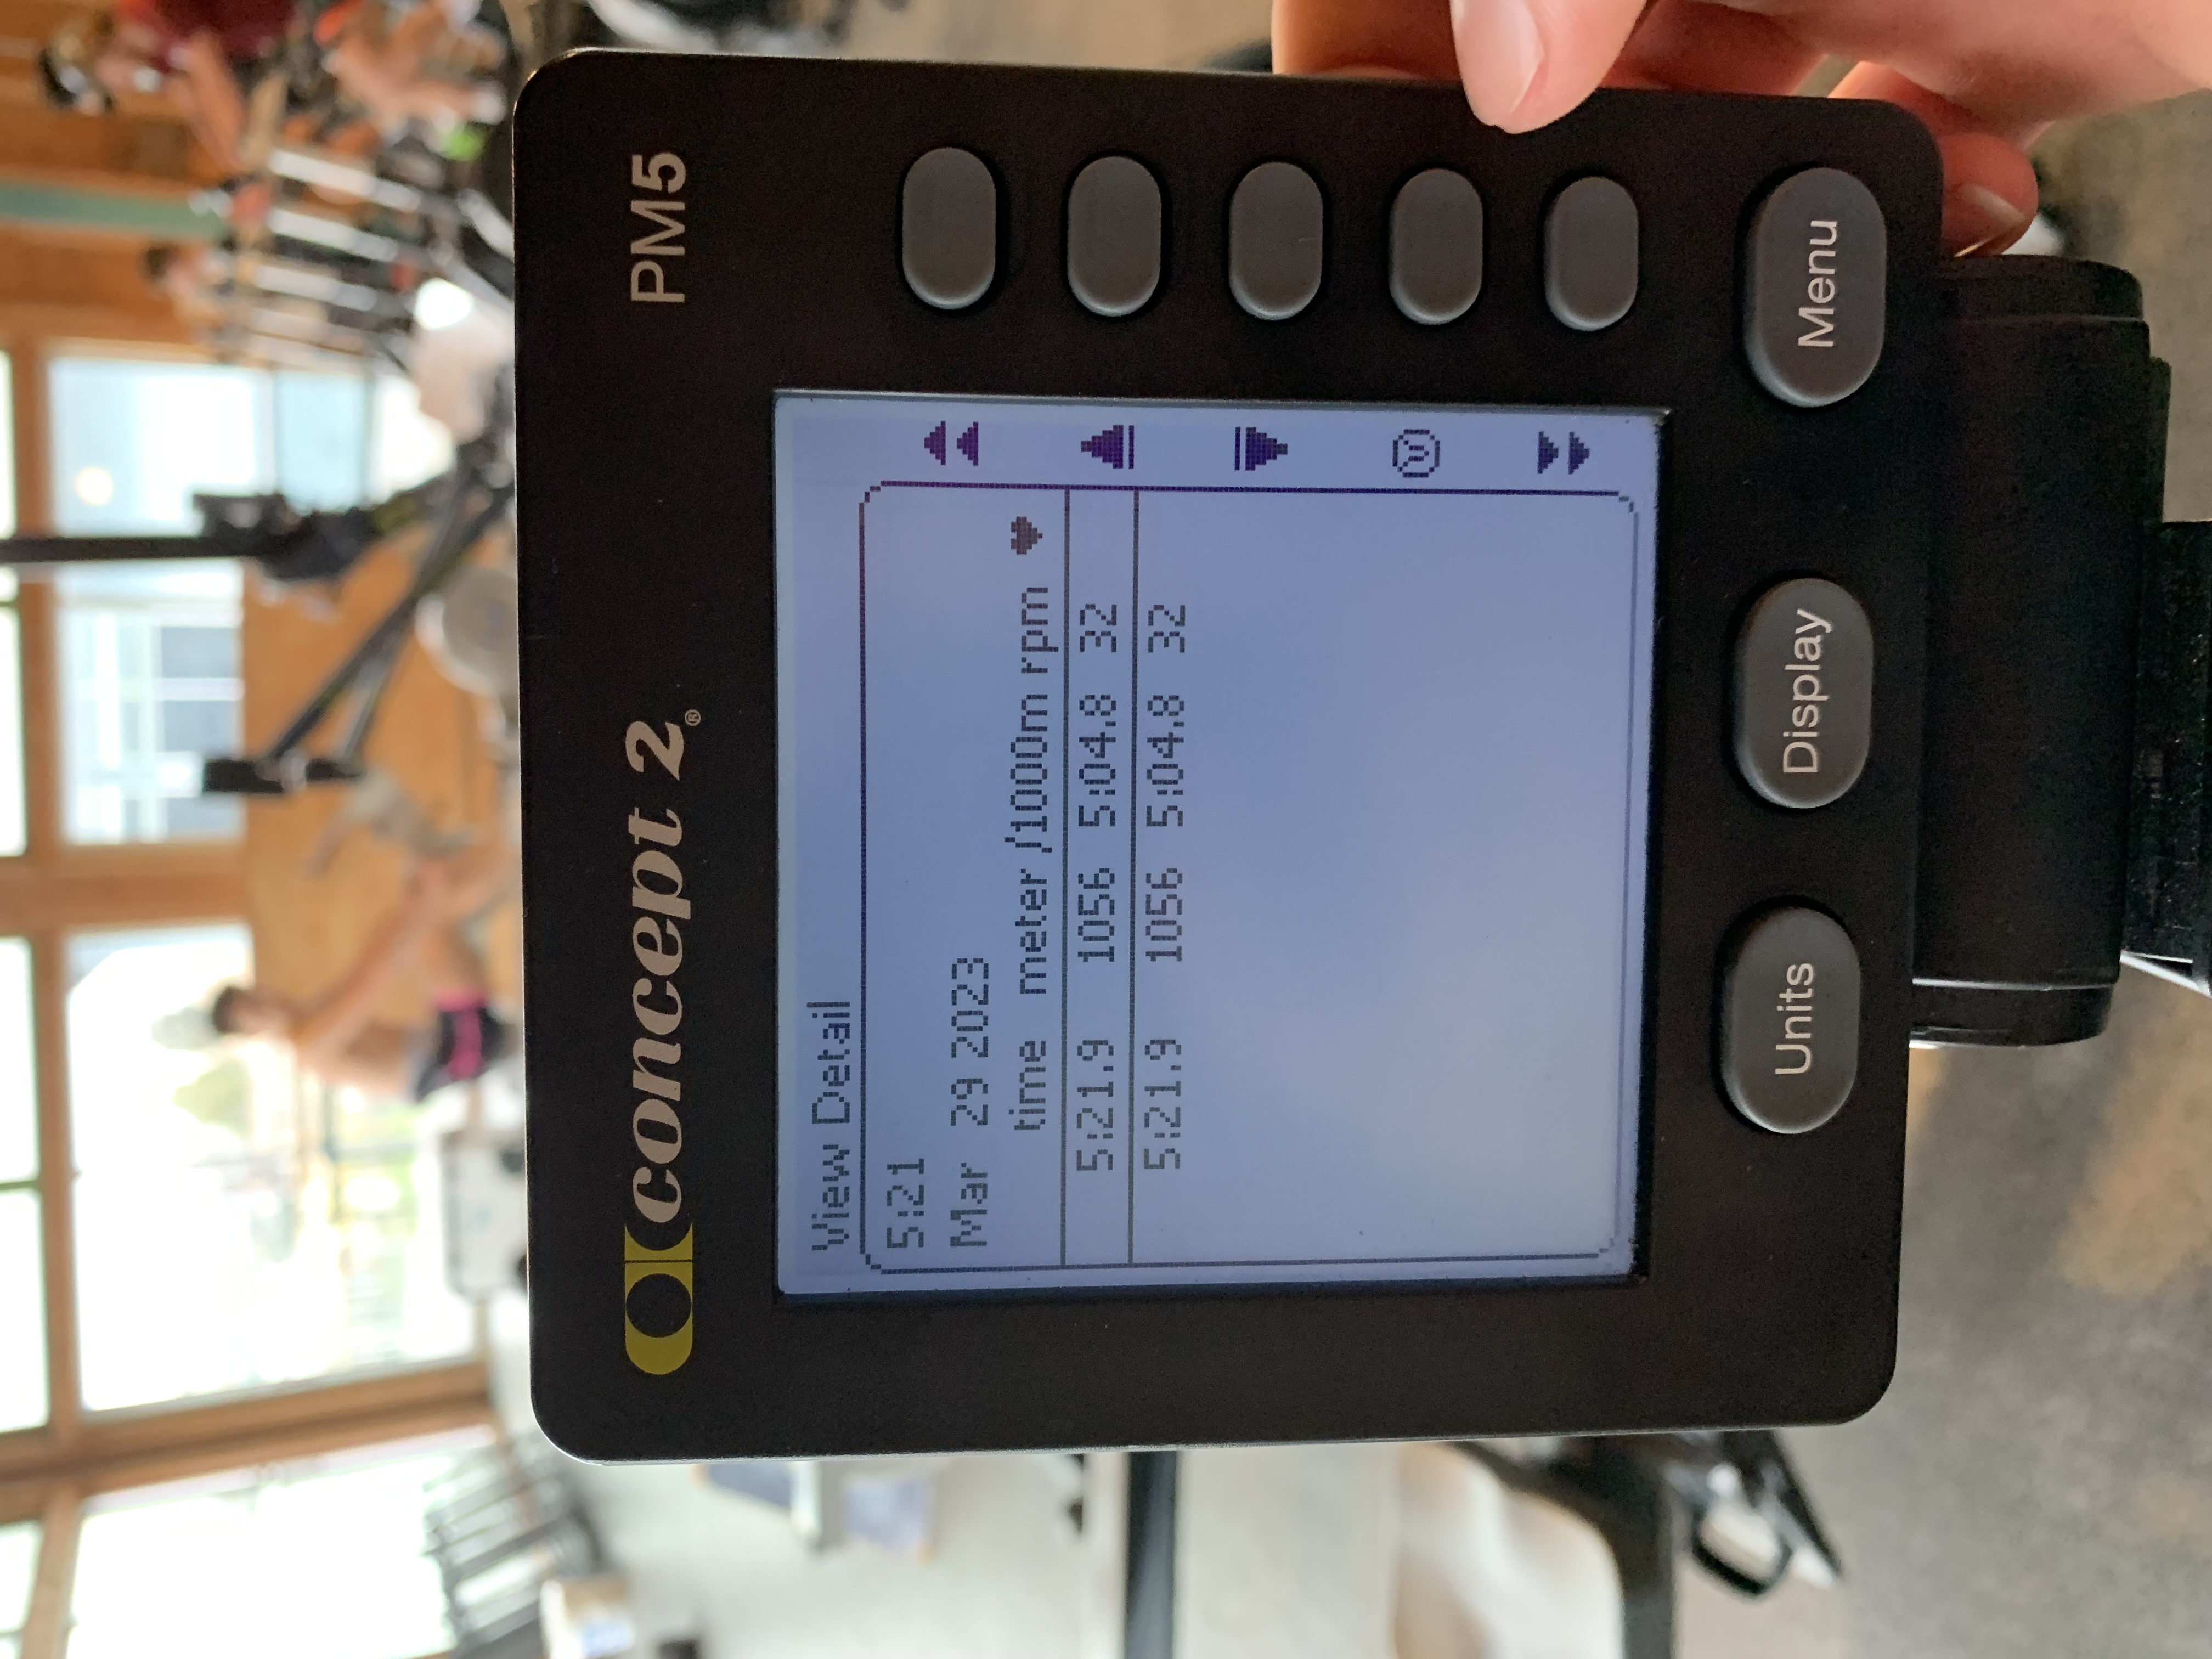 concept 2®
PM5
View Detail
5:21
Mar 29 2023
time meter /1000m rpm ♥
5:21.9 1056 5:04.8 32
5:21.9 1056 5:04.8 32
Units
Display
Menu